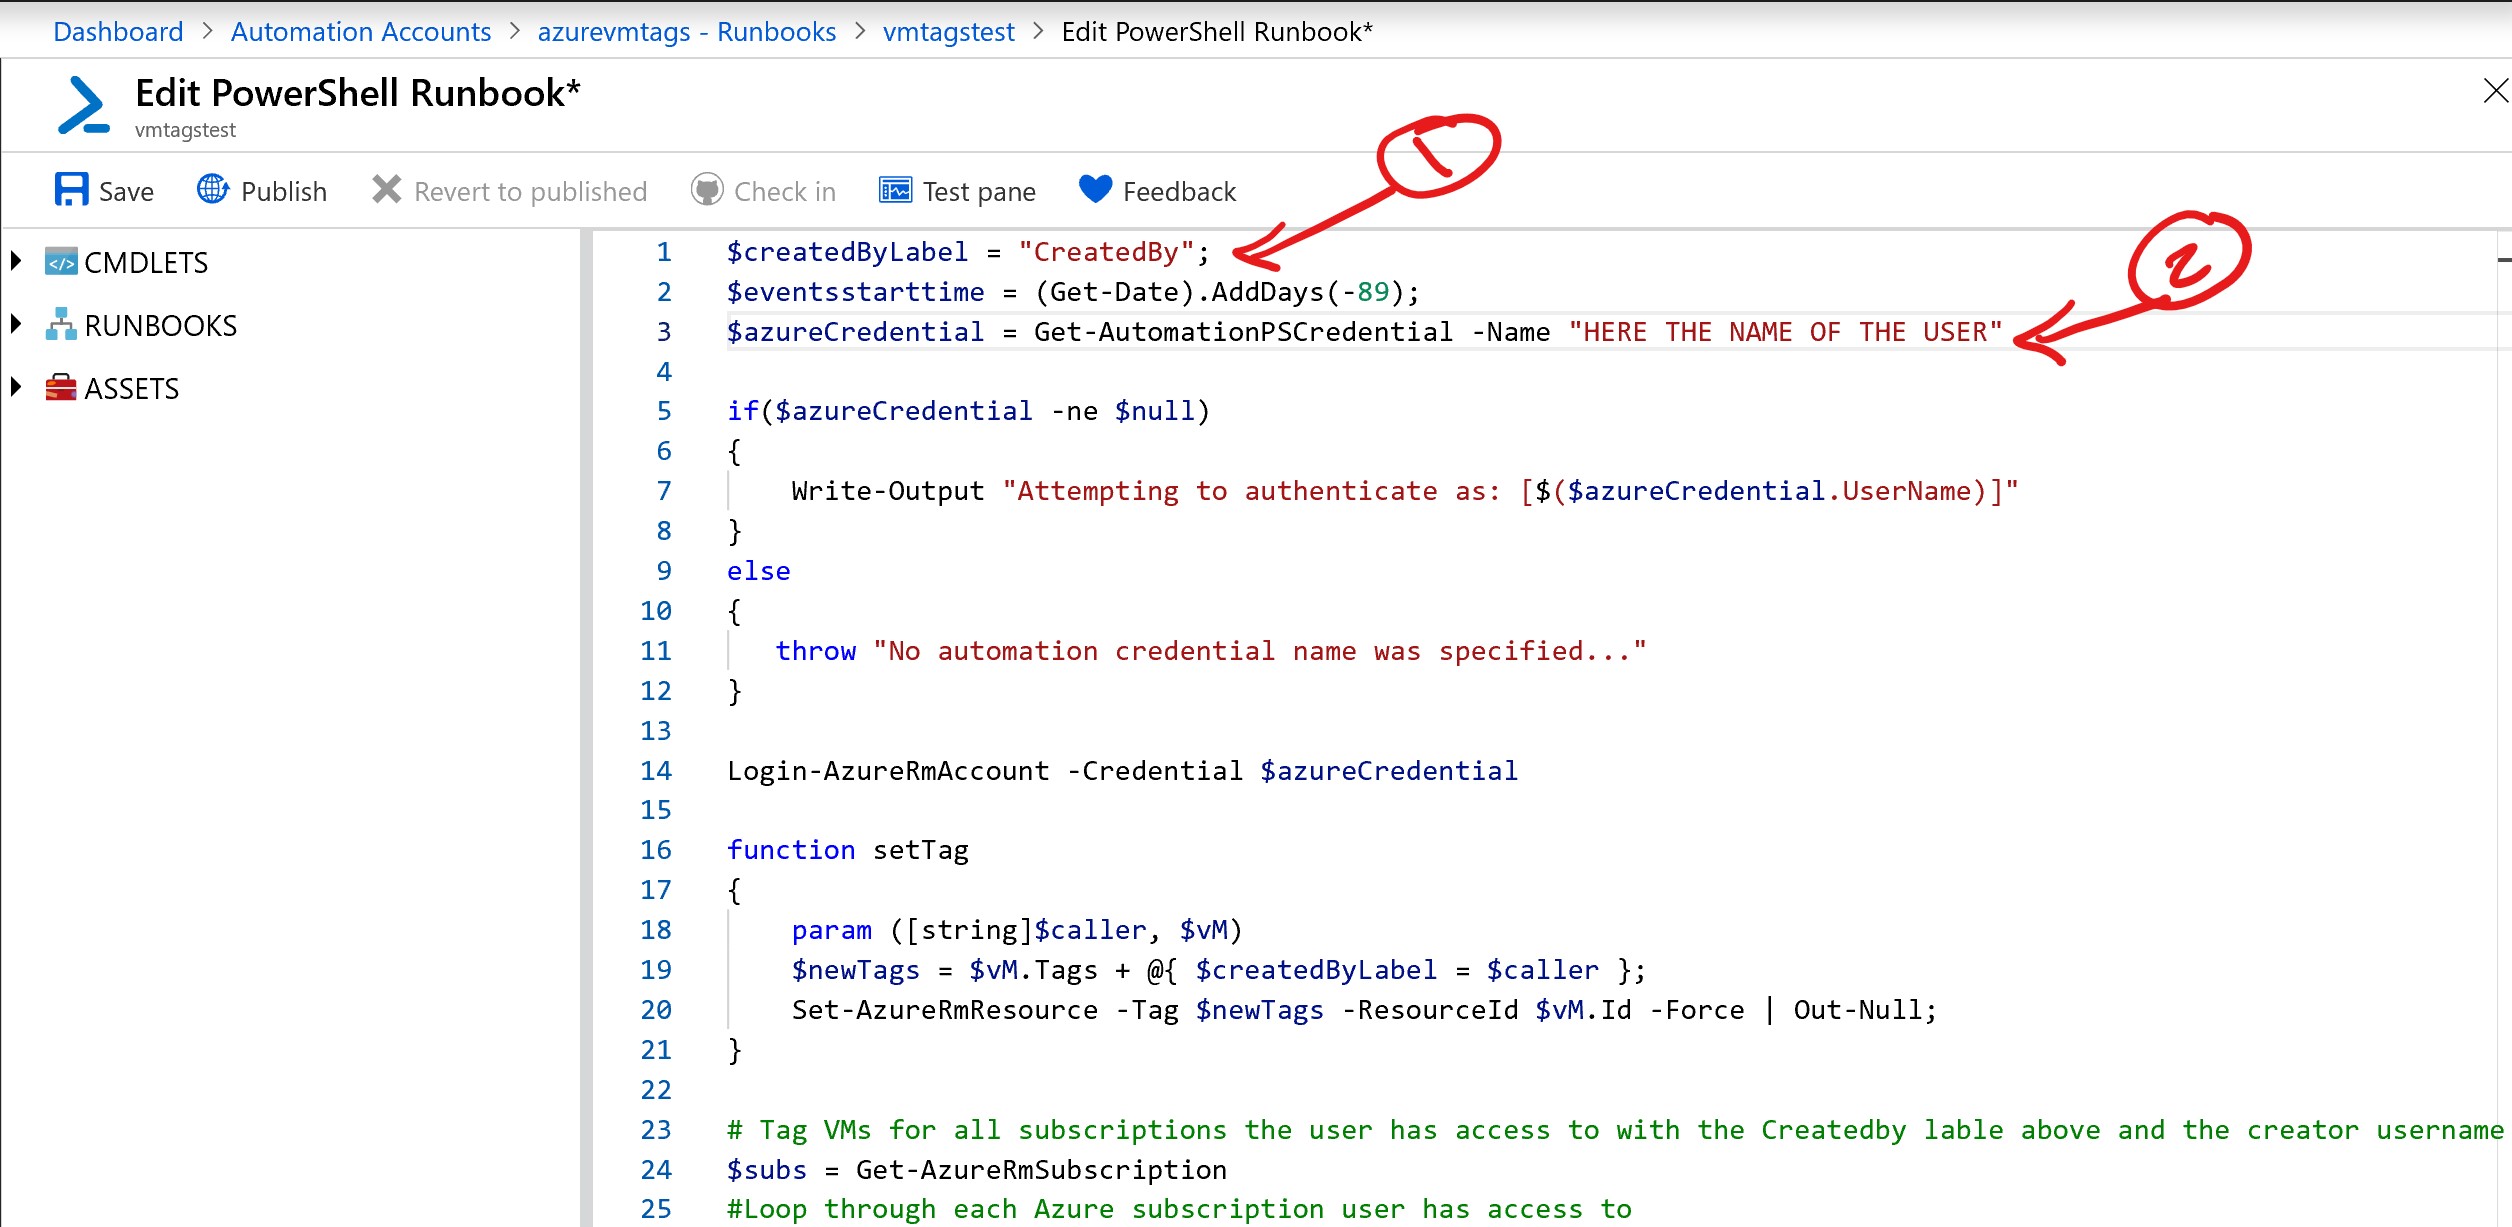 Dashboard > Automation Accounts > azurevmtags - Runbooks > vmtagstest > Edit PowerShell Runbook*
Edit PowerShell Runbook*
vmtagstest
Save Publish Revert to published Check in Test pane Feedback
1
2
CMDLETS
RUNBOOKS
ASSETS
1 $createdByLabel = "CreatedBy";
2 $eventsstarttime = (Get-Date).AddDays(-89);
3 $azureCredential = Get-AutomationPSCredential -Name "HERE THE NAME OF THE USER"
4
5 if($azureCredential -ne $null)
6 {
7     Write-Output "Attempting to authenticate as: [$($azureCredential.UserName)]"
8 }
9 else
10 {
11    throw "No automation credential name was specified..."
12 }
13
14 Login-AzureRmAccount -Credential $azureCredential
15
16 function setTag
17 {
18     param ([string]$caller, $vM)
19     $newTags = $vM.Tags + @{ $createdByLabel = $caller };
20     Set-AzureRmResource -Tag $newTags -ResourceId $vM.Id -Force | Out-Null;
21 }
22
23 # Tag VMs for all subscriptions the user has access to with the Createdby lable above and the creator username
24 $subs = Get-AzureRmSubscription
25 #Loop through each Azure subscription user has access to